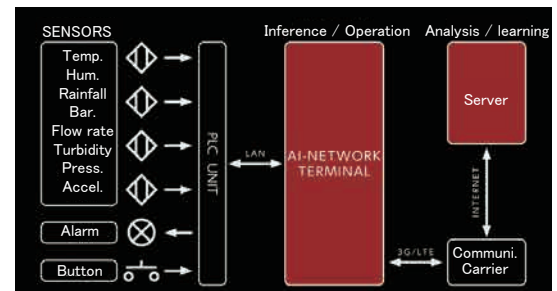 SENSORS
Temp.
Hum.
Rainfall
Bar.
Flow rate
Turbidity
Press.
Accel.
Alarm
Button
PLC UNIT
LAN
Inference / Operation
AI-NETWORK
TERMINAL
3G/LTE
Analysis / learning
Server
INTERNET
Communi.
Carrier